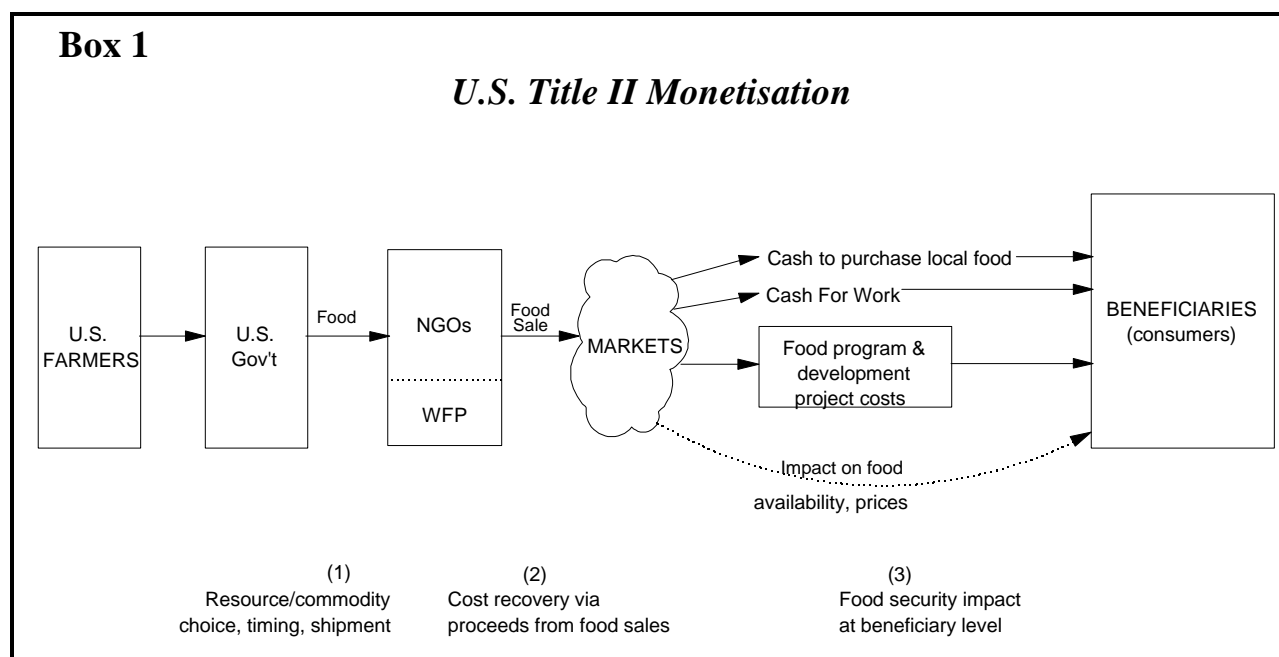 Box 1
U.S. Title II Monetisation
U.S.
FARMERS
U.S.
Gov't
Food
NGOs
WFP
Food
Sale
MARKETS
Cash to purchase local food
Cash For Work
Food program &
development
project costs
Impact on food
availability, prices
BENEFICIARIES
(consumers)
(1)
Resource/commodity
choice, timing, shipment
(2)
Cost recovery via
proceeds from food sales
(3)
Food security impact
at beneficiary level